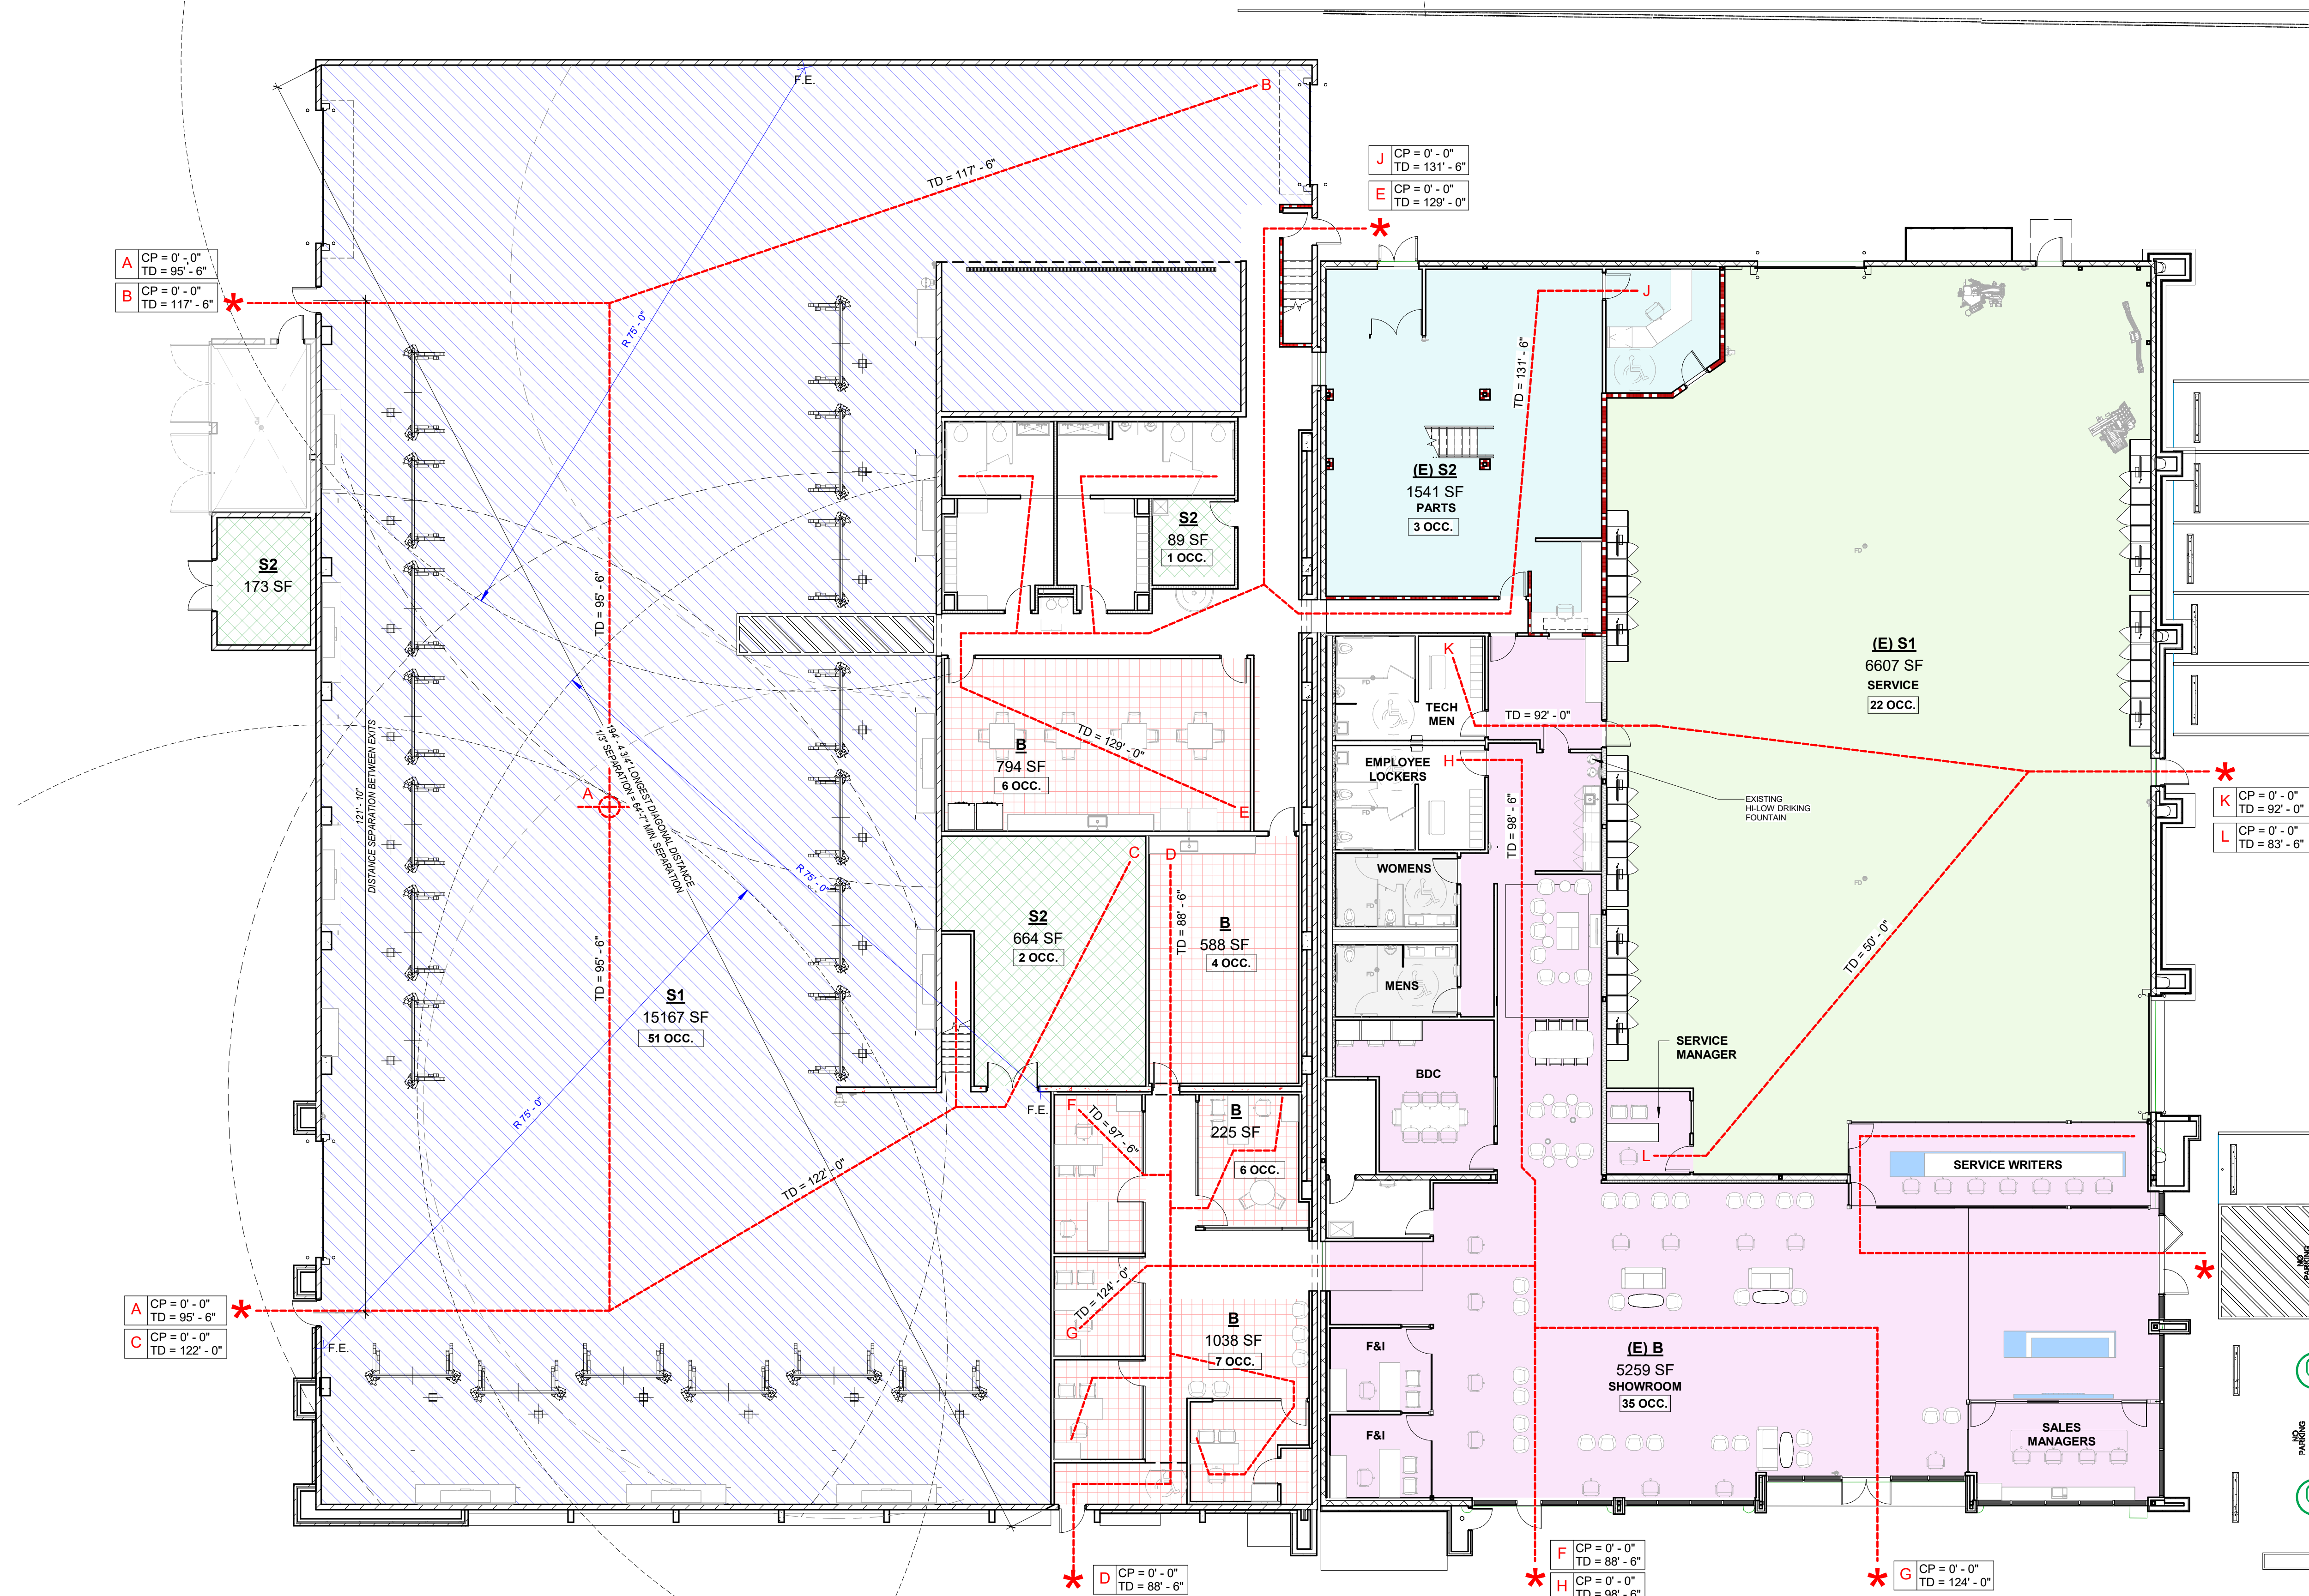 F.E.
B
TD = 117' - 6"
J
CP = 0' - 0"
TD = 131' - 6"
E
CP = 0' - 0"
TD = 129' - 0"
A
CP = 0' - 0"
TD = 95' - 6"
B
CP = 0' - 0"
TD = 117' - 6"
*
*
R 75' - 0"
J
TD = 131' - 6"
(E) S2
1541 SF
PARTS
3 OCC.
S2
89 SF
1 OCC.
S2
173 SF
TD = 95' - 6"
FD
(E) S1
6607 SF
SERVICE
22 OCC.
K
TECH
MEN
FD
TD = 92' - 0"
121' - 10"
DISTANCE SEPARATION BETWEEN EXITS
194' - 4 3/4" LONGEST DIAGONAL DISTANCE
1/3" SEPARATION = 64'-7" MIN. SEPARATION
B
794 SF
6 OCC.
TD = 129' - 0"
E
A
EMPLOYEE
LOCKERS
FD
H
TD = 98' - 6"
EXISTING
HI-LOW DRIKING
FOUNTAIN
*
K
CP = 0' - 0"
TD = 92' - 0"
L
CP = 0' - 0"
TD = 83' - 6"
C
D
R 75' - 0"
WOMENS
FD
FD
S2
664 SF
2 OCC.
TD = 88' - 6"
B
588 SF
4 OCC.
MENS
FD
TD = 50' - 0"
TD = 95' - 6"
S1
15167 SF
51 OCC.
SERVICE
MANAGER
BDC
R 75' - 0"
F.E.
F
TD = 97' - 6"
B
225 SF
6 OCC.
L
SERVICE WRITERS
TD = 122' - 0"
G
TD = 124' - 0"
*
NO
PARKING
A
CP = 0' - 0"
TD = 95' - 6"
C
CP = 0' - 0"
TD = 122' - 0"
*
F.E.
B
1038 SF
7 OCC.
F&I
(E) B
5259 SF
SHOWROOM
35 OCC.
F&I
SALES
MANAGERS
NO
PARKING
*
D
CP = 0' - 0"
TD = 88' - 6"
*
F
CP = 0' - 0"
TD = 88' - 6"
H
CP = 0' - 0"
TD = 98' - 6"
*
G
CP = 0' - 0"
TD = 124' - 0"